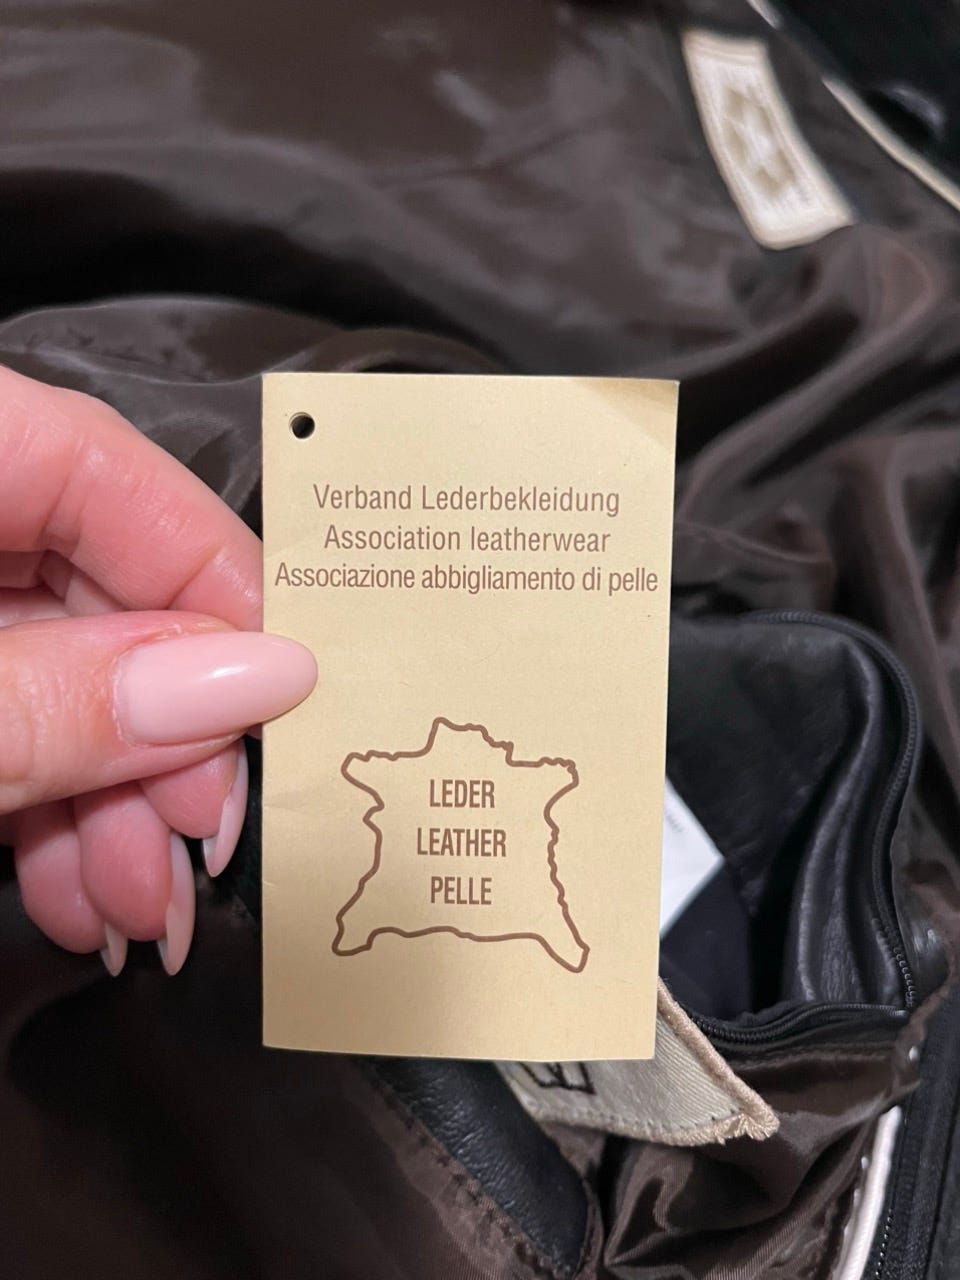 Verband Lederbekleidung
Association leatherwear
Associazione abbigliamento di pelle
LEDER
LEATHER
PELLE